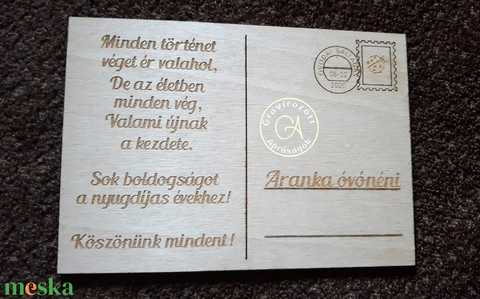 Minden történet
véget ér valahol,
De az életben
minden vég,
Valami újnak
a kezdete.
Sok boldogságot
a nyugdíjas évekhez!
Köszönünk mindent!
06-12
2020
Gravírozott
GA
Apróságok
Aranka óvónéni
meska